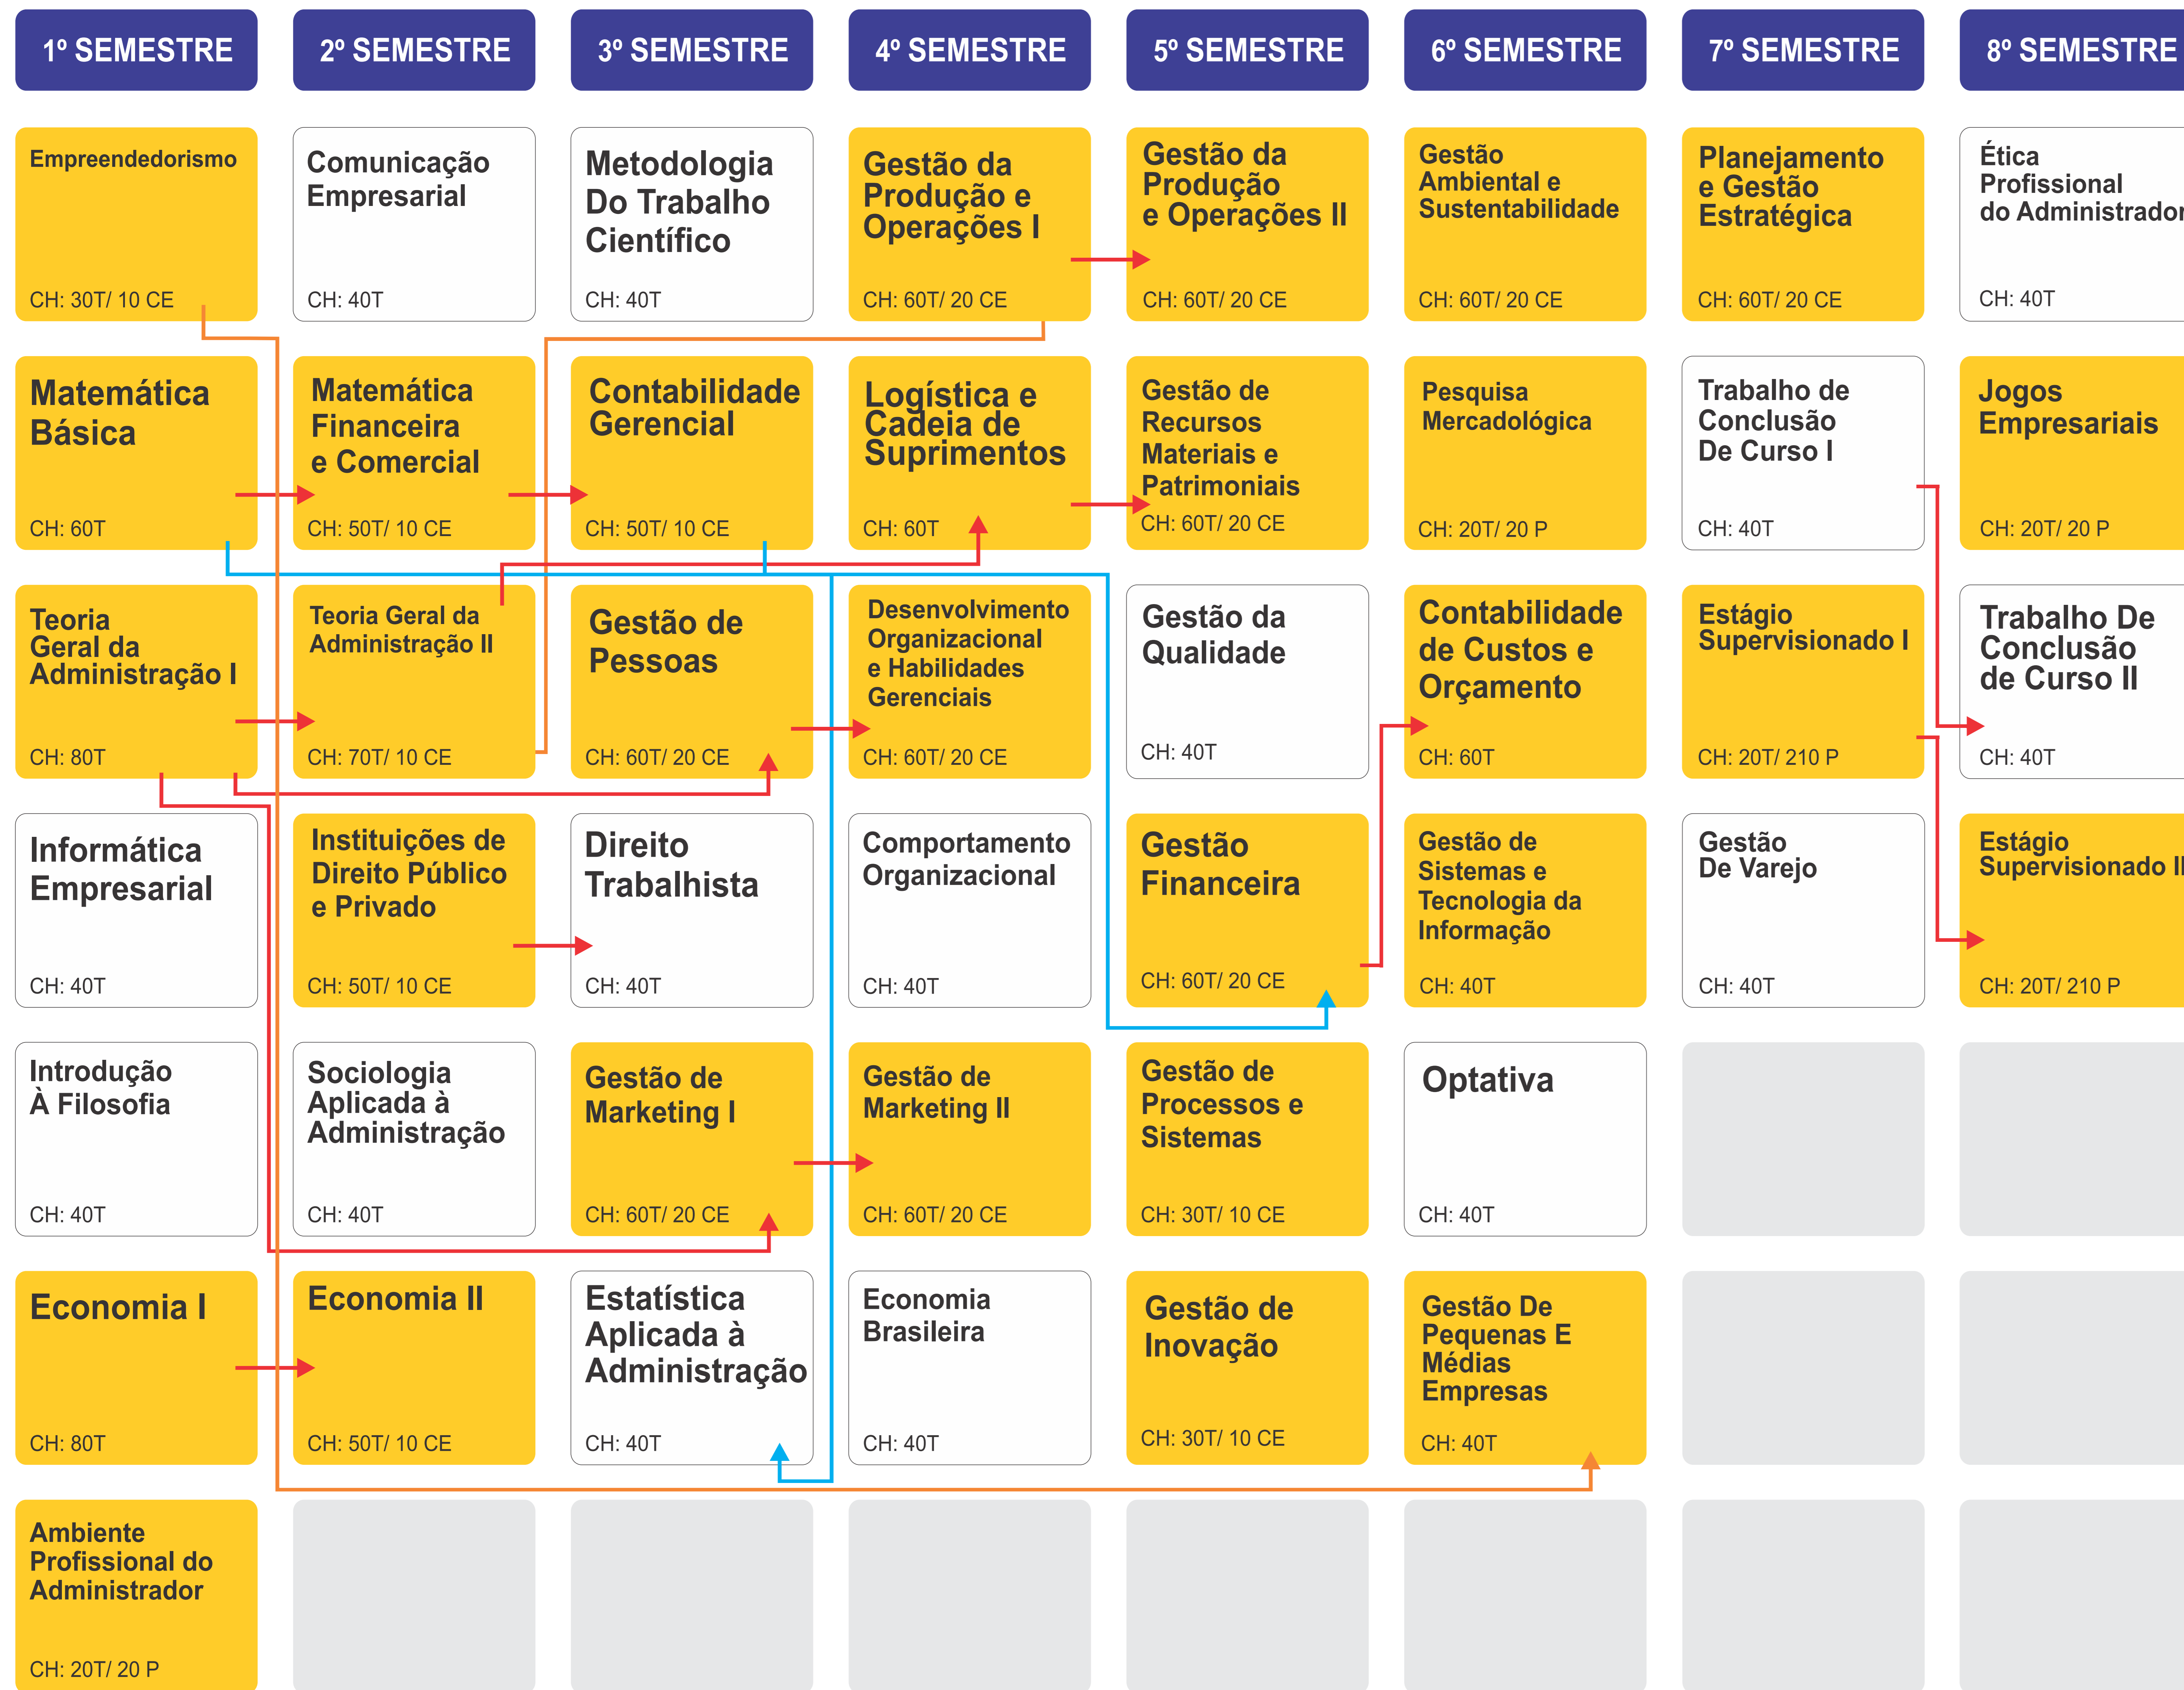 1º SEMESTRE
2º SEMESTRE
3º SEMESTRE
4º SEMESTRE
5º SEMESTRE
6º SEMESTRE
7º SEMESTRE
8º SEMESTRE
Empreendedorismo
CH: 30T/ 10 CE
Comunicação
Empresarial
CH: 40T
Metodologia
Do Trabalho
Científico
CH: 40T
Gestão da
Produção e
Operações I
CH: 60T/ 20 CE
Gestão da
Produção
e Operações II
CH: 60T/ 20 CE
Gestão
Ambiental e
Sustentabilidade
CH: 60T/ 20 CE
Planejamento
e Gestão
Estratégica
CH: 60T/ 20 CE
Ética
Profissional
do Administrador
CH: 40T
Matemática
Básica
CH: 60T
Matemática
Financeira
e Comercial
CH: 50T/ 10 CE
Contabilidade
Gerencial
CH: 50T/ 10 CE
Logística e
Cadeia de
Suprimentos
CH: 60T
Gestão de
Recursos
Materiais e
Patrimoniais
CH: 60T/ 20 CE
Pesquisa
Mercadológica
CH: 20T/ 20 P
Trabalho de
Conclusão
De Curso I
CH: 40T
Jogos
Empresariais
CH: 20T/ 20 P
Teoria
Geral da
Administração I
CH: 80T
Teoria Geral da
Administração II
CH: 70T/ 10 CE
Gestão de
Pessoas
CH: 60T/ 20 CE
Desenvolvimento
Organizacional
e Habilidades
Gerenciais
CH: 60T/ 20 CE
Gestão da
Qualidade
CH: 40T
Contabilidade
de Custos e
Orçamento
CH: 60T
Estágio
Supervisionado I
CH: 20T/ 210 P
Trabalho De
Conclusão
de Curso II
CH: 40T
Informática
Empresarial
CH: 40T
Instituições de
Direito Público
e Privado
CH: 50T/ 10 CE
Direito
Trabalhista
CH: 40T
Comportamento
Organizacional
CH: 40T
Gestão
Financeira
CH: 60T/ 20 CE
Gestão de
Sistemas e
Tecnologia da
Informação
CH: 40T
Gestão
De Varejo
CH: 40T
Estágio
Supervisionado II
CH: 20T/ 210 P
Introdução
À Filosofia
CH: 40T
Sociologia
Aplicada à
Administração
CH: 40T
Gestão de
Marketing I
CH: 60T/ 20 CE
Gestão de
Marketing II
CH: 60T/ 20 CE
Gestão de
Processos e
Sistemas
CH: 30T/ 10 CE
Optativa
CH: 40T
Economia I
CH: 80T
Economia II
CH: 50T/ 10 CE
Estatística
Aplicada à
Administração
CH: 40T
Economia
Brasileira
CH: 40T
Gestão de
Inovação
CH: 30T/ 10 CE
Gestão De
Pequenas E
Médias
Empresas
CH: 40T
Ambiente
Profissional do
Administrador
CH: 20T/ 20 P